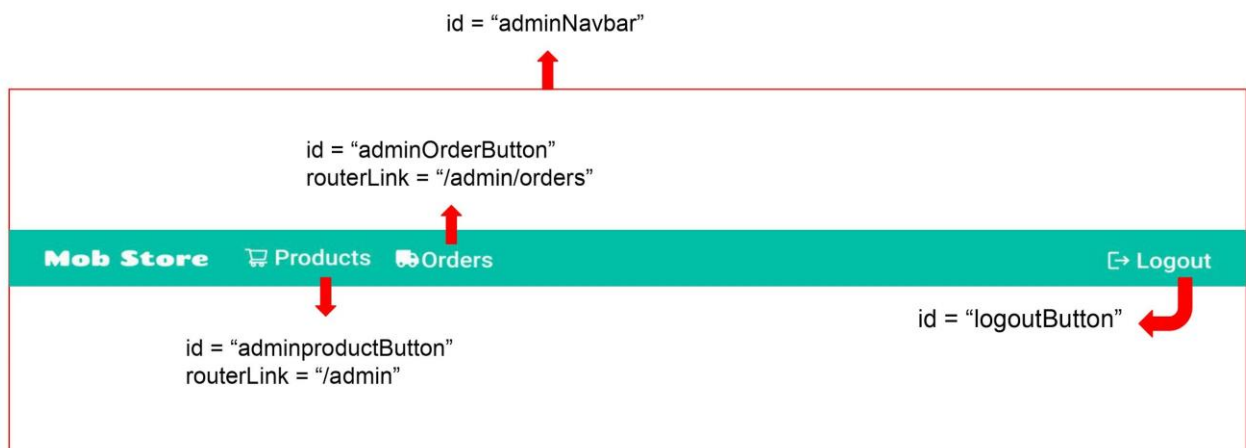 id = “adminNavbar”
id = “adminOrderButton”
routerLink = “/admin/orders”
Mob Store Products Orders Logout
id = “adminproductButton”
routerLink = “/admin”
id = “logoutButton”